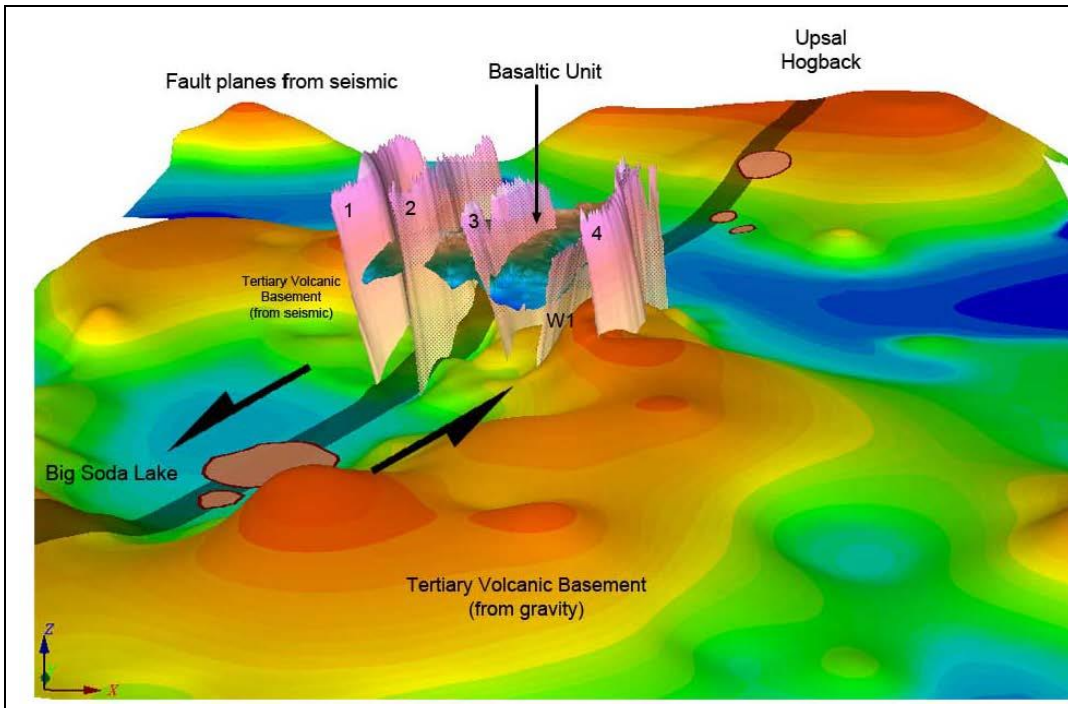 Upsal
Hogback
Fault planes from seismic
Basaltic Unit
1
2
3
4
Tertiary Volcanic
Basement
(from seismic)
W1
Big Soda Lake
Tertiary Volcanic Basement
(from gravity)
Z
X